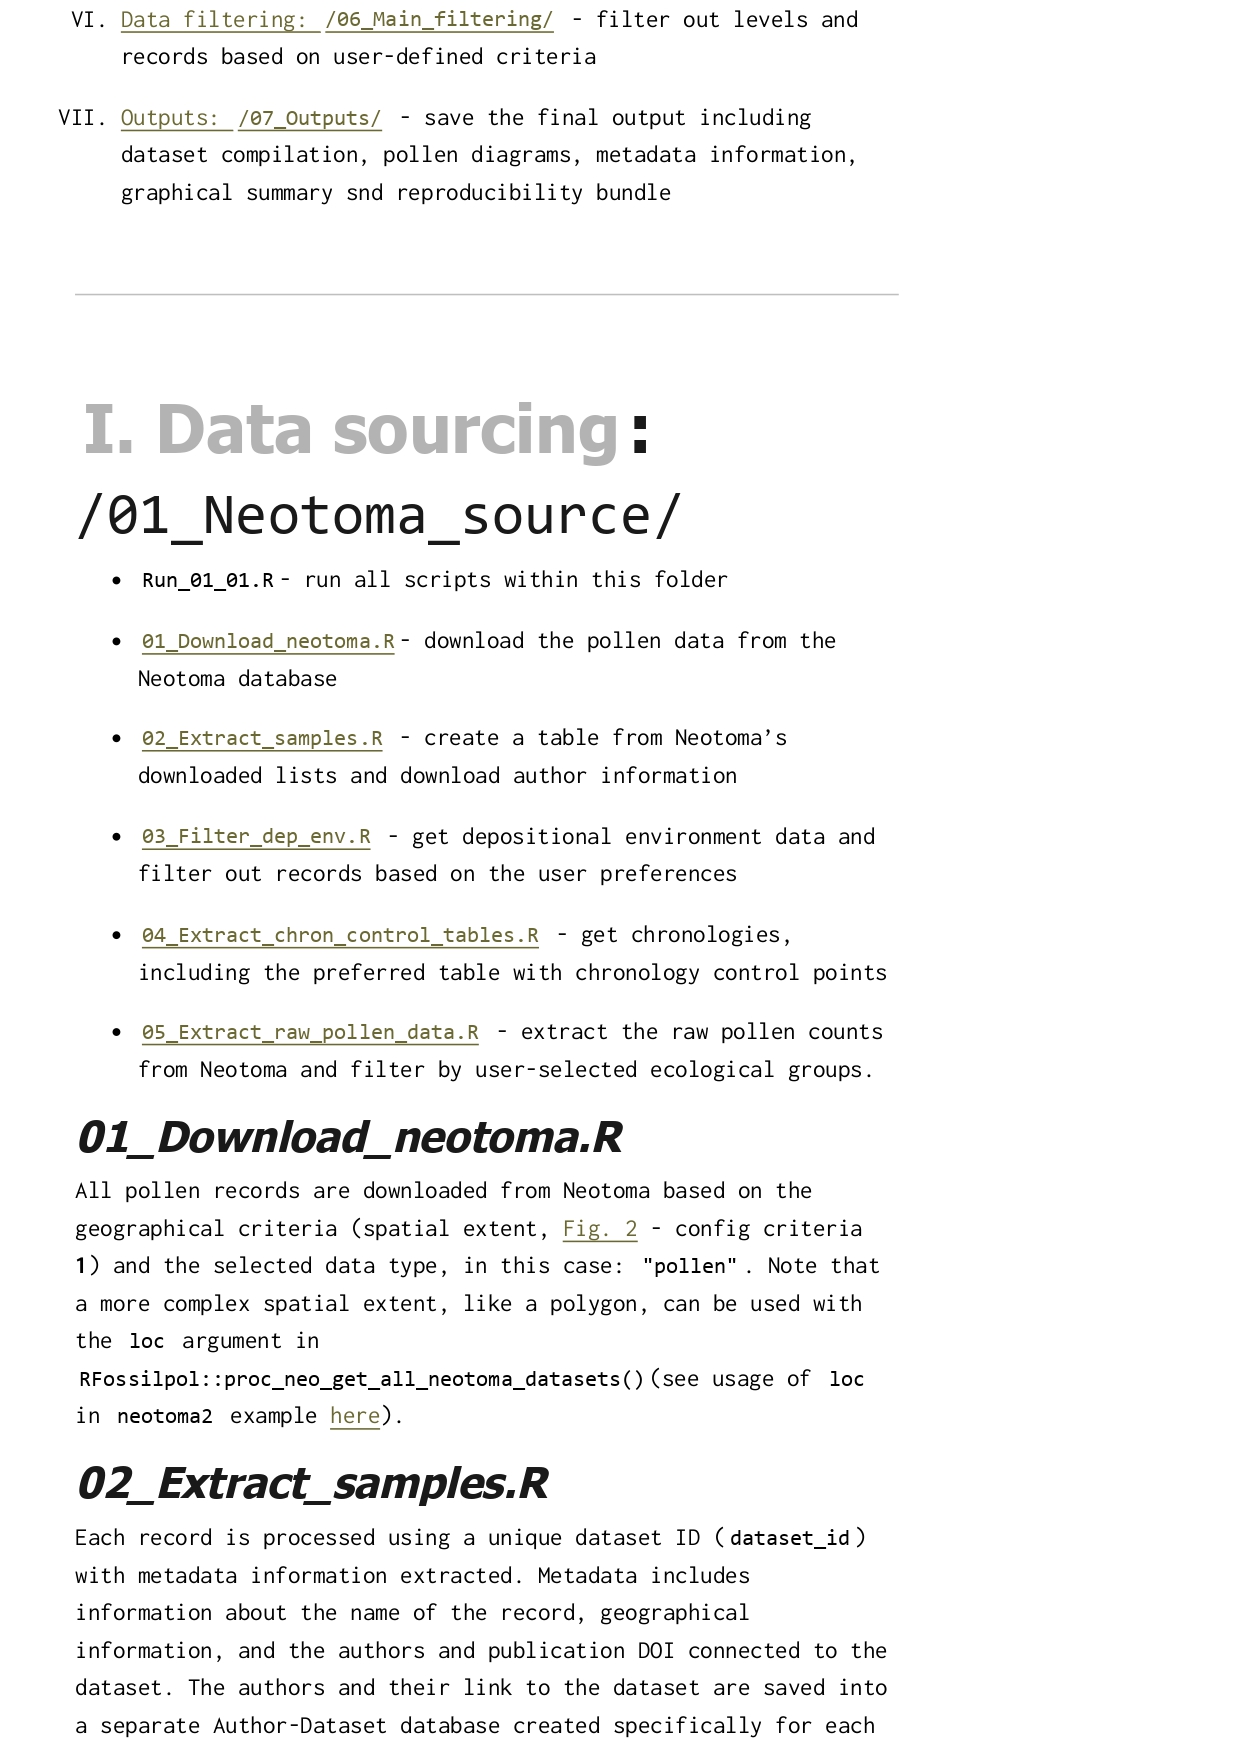 VI. Data filtering: /06_Main_filtering/ - filter out levels and
records based on user-defined criteria
VII. Outputs: /07_Outputs/ - save the final output including
dataset compilation, pollen diagrams, metadata information,
graphical summary snd reproducibility bundle
I. Data sourcing:
/01_Neotoma_source/
• Run_01_01.R - run all scripts within this folder
• 01_Download_neotoma.R - download the pollen data from the
Neotoma database
• 02_Extract_samples.R - create a table from Neotoma’s
downloaded lists and download author information
• 03_Filter_dep_env.R - get depositional environment data and
filter out records based on the user preferences
• 04_Extract_chron_control_tables.R - get chronologies,
including the preferred table with chronology control points
• 05_Extract_raw_pollen_data.R - extract the raw pollen counts
from Neotoma and filter by user-selected ecological groups.
01_Download_neotoma.R
All pollen records are downloaded from Neotoma based on the
geographical criteria (spatial extent, Fig. 2 - config criteria
1) and the selected data type, in this case: "pollen". Note that
a more complex spatial extent, like a polygon, can be used with
the loc argument in
RFossilpol::proc_neo_get_all_neotoma_datasets() (see usage of loc
in neotoma2 example here).
02_Extract_samples.R
Each record is processed using a unique dataset ID (dataset_id)
with metadata information extracted. Metadata includes
information about the name of the record, geographical
information, and the authors and publication DOI connected to the
dataset. The authors and their link to the dataset are saved into
a separate Author-Dataset database created specifically for each